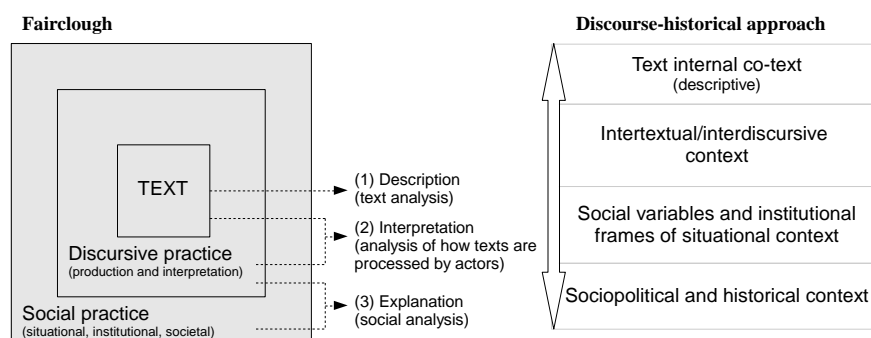 Fairclough
TEXT
Discursive practice
(production and interpretation)
Social practice
(situational, institutional, societal)
(1) Description
(text analysis)
(2) Interpretation
(analysis of how texts are
processed by actors)
(3) Explanation
(social analysis)
Discourse-historical approach
Text internal co-text
(descriptive)
Intertextual/interdiscursive
context
Social variables and institutional
frames of situational context
Sociopolitical and historical context